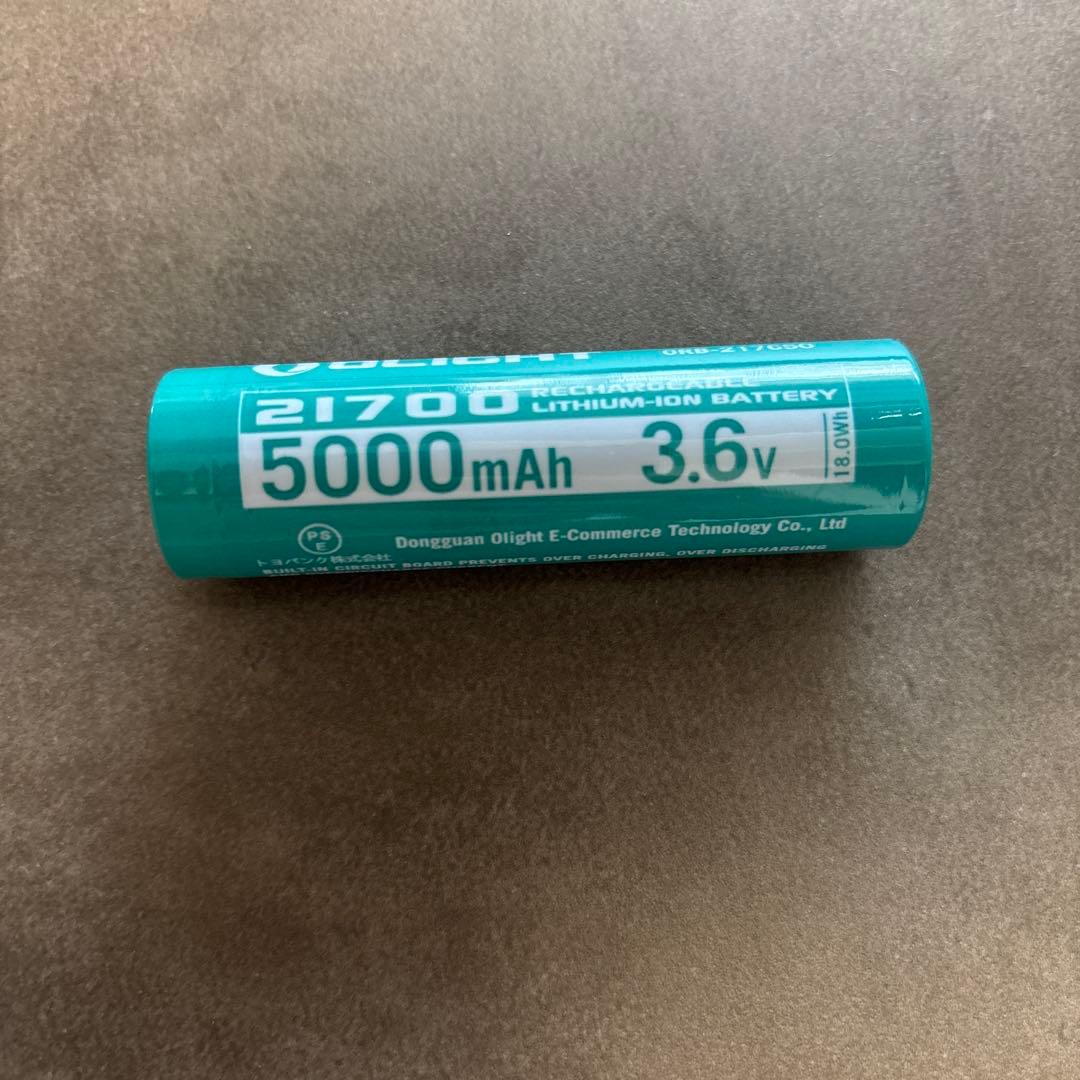 OLIGHT
ORB-217C50
21700 RECHARGEABLE
LITHIUM-ION BATTERY
5000mAh 3.6V
18.0Wh
PS
E
トヨバンク株式会社
Dongguan Olight E-Commerce Technology Co., Ltd
BUILT-IN CIRCUIT BOARD PREVENTS OVER CHARGING, OVER DISCHARGING